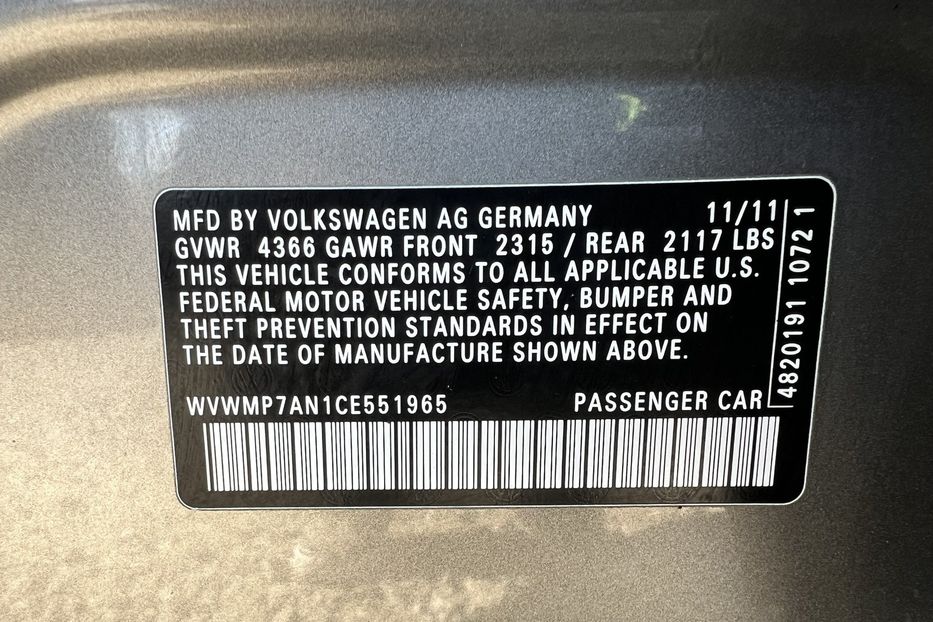 MFD BY VOLKSWAGEN AG GERMANY 11/11
GVWR 4366 GAWR FRONT 2315 / REAR 2117 LBS
THIS VEHICLE CONFORMS TO ALL APPLICABLE U.S.
FEDERAL MOTOR VEHICLE SAFETY, BUMPER AND
THEFT PREVENTION STANDARDS IN EFFECT ON
THE DATE OF MANUFACTURE SHOWN ABOVE.
WVWMP7AN1CE551965 PASSENGER CAR
4820191 1072 1